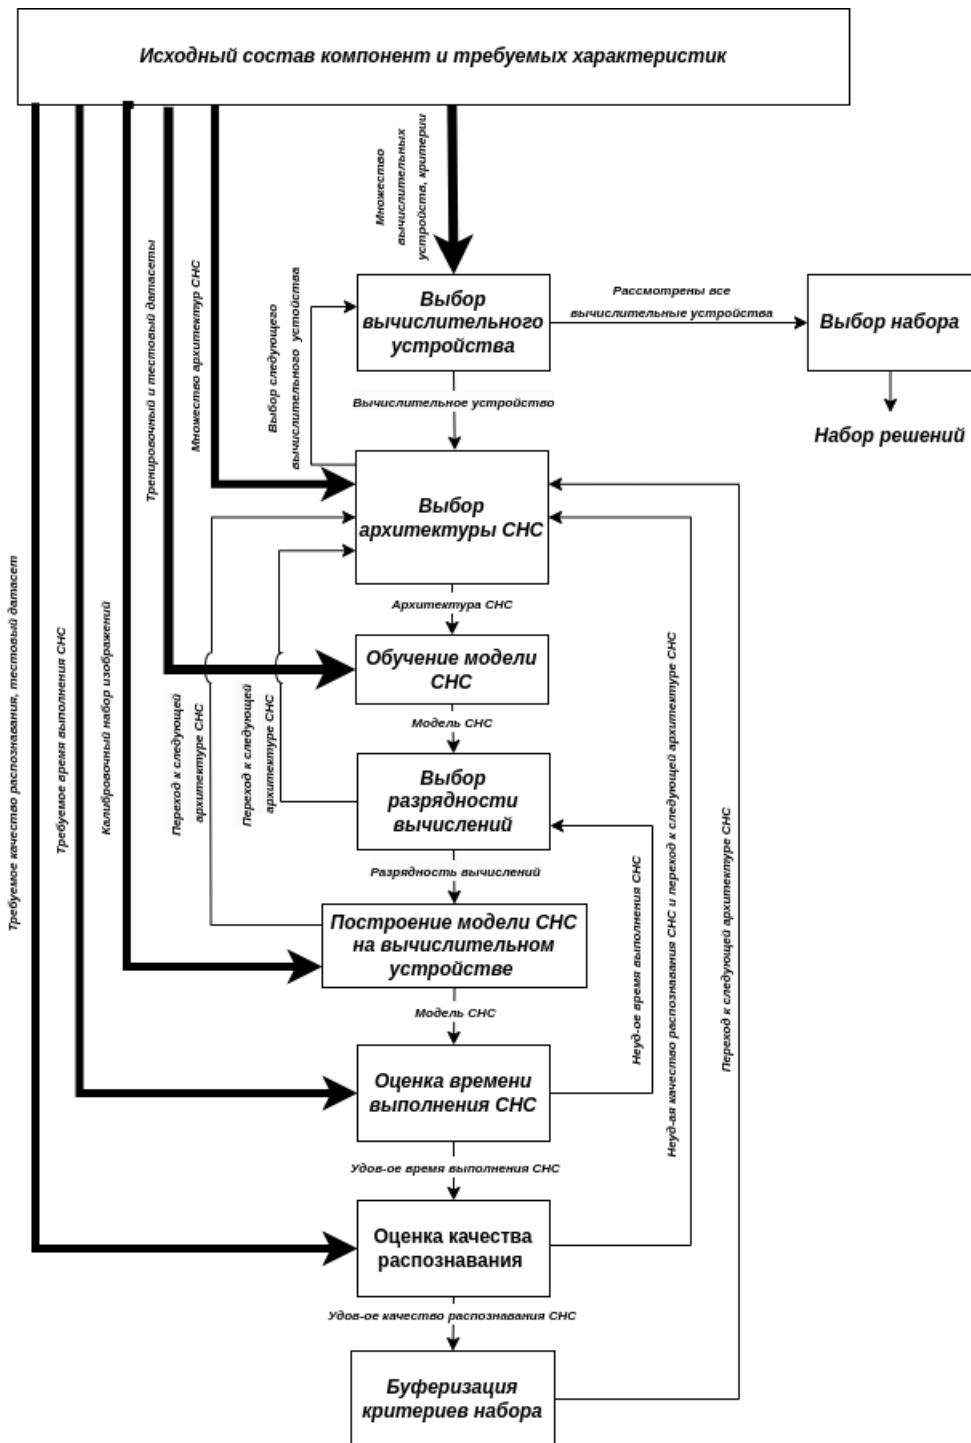 Исходный состав компонент и требуемых характеристик
Множество
вычислительных
устройств, критерии
Тренировочный и тестовый датасеты
Множество архитектур СНС
Выбор следующего
вычислительного устойства
Выбор
вычислительного
устройства
Рассмотрены все
вычислительные устройства
Выбор набора
Набор решений
Вычислительное устройство
Выбор
архитектуры СНС
Архитектура СНС
Требуемое качество распознавания, тестовый датасет
Требуемое время выполнения СНС
Калибровочный набор изображений
Обучение модели
СНС
Переход к следующей
архитектуре СНС
Переход к следующей
архитектуре СНС
Модель СНС
Выбор
разрядности
вычислений
Разрядность вычислений
Построение модели СНС
на вычислительном
устройстве
Неуд-ое время выполнения СНС
Неуд-ая качество распознавания СНС и переход к следующей архитектуре СНС
Переход к следующей архитектуре СНС
Модель СНС
Оценка времени
выполнения СНС
Удов-ое время выполнения СНС
Оценка качества
распознавания
Удов-ое качество распознавания СНС
Буферизация
критериев набора